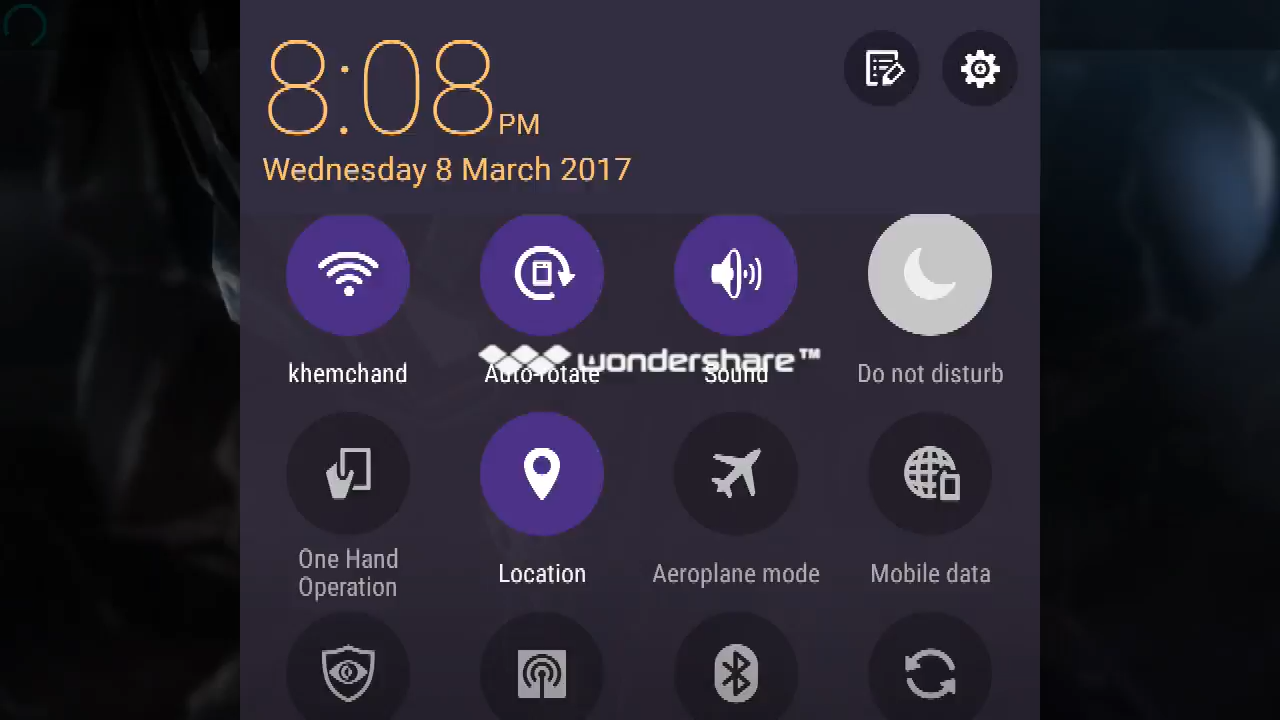 8:08 PM
Wednesday 8 March 2017
wondershare™
khemchand Auto-rotate Sound Do not disturb
One Hand
Operation
Location Aeroplane mode Mobile data